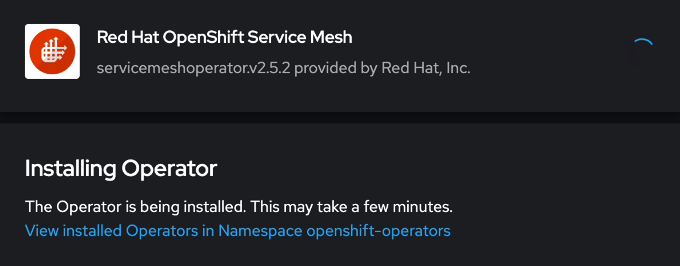 Red Hat OpenShift Service Mesh
servicemeshoperator.v2.5.2 provided by Red Hat, Inc.
Installing Operator
The Operator is being installed. This may take a few minutes.
View installed Operators in Namespace openshift-operators